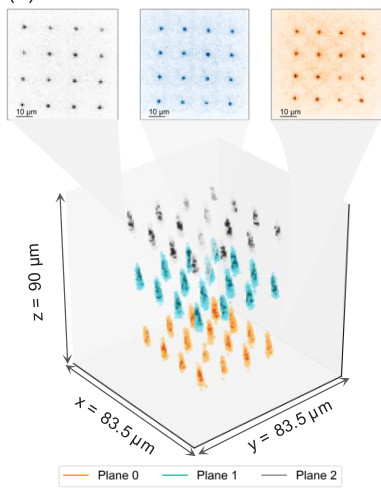 10 μm
10 μm
10 μm
z = 90 μm
x = 83.5 μm
y = 83.5 μm
Plane 0
Plane 1
Plane 2